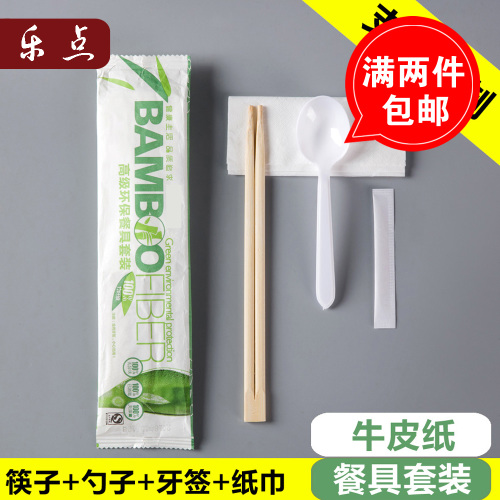 乐点
满两件
包邮
BAMBOO
FIBER
Green environmental protection
高级环保餐具套装
100%
牛皮纸
餐具套装
筷子+勺子+牙签+纸巾